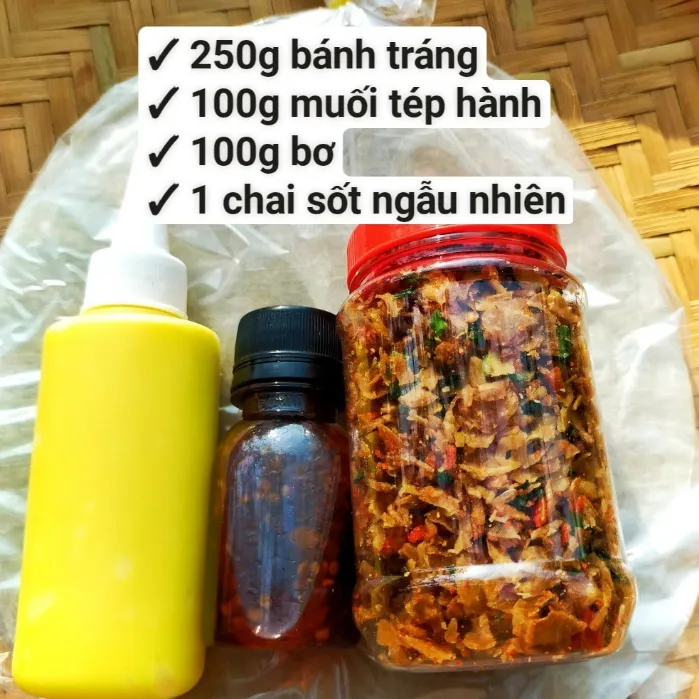 ✓ 250g bánh tráng
✓ 100g muối tép hành
✓ 100g bơ
✓ 1 chai sốt ngẫu nhiên